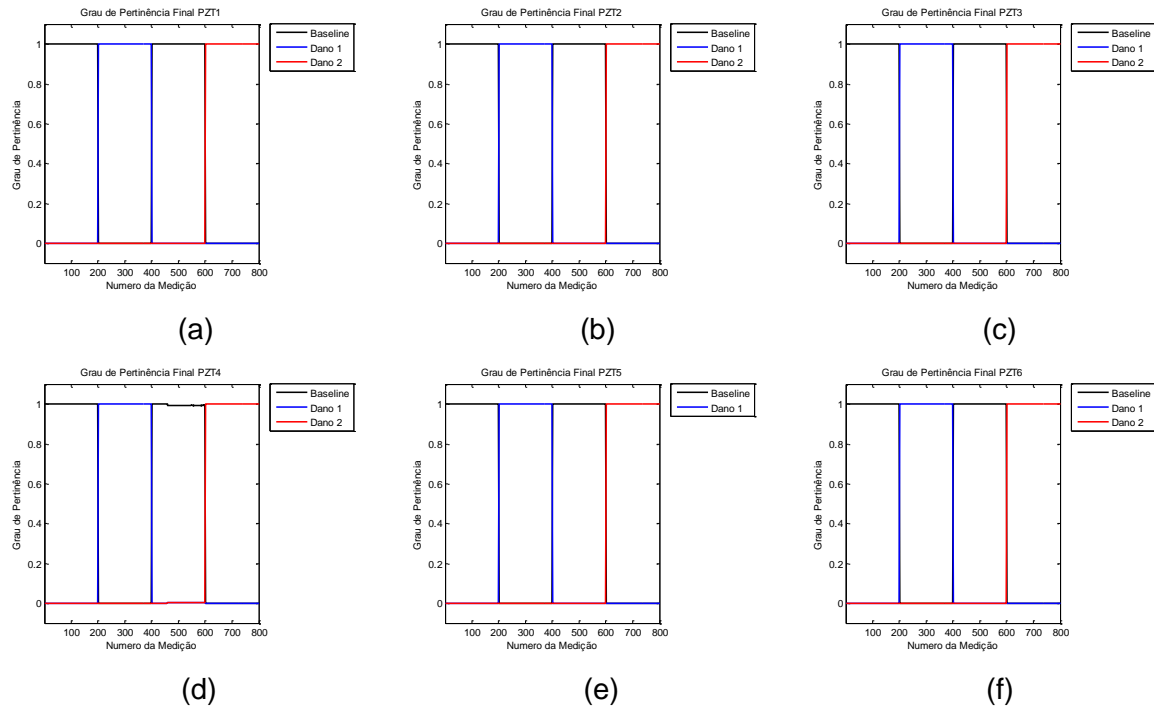 Grau de Pertinência Final PZT1
Baseline
Dano 1
Dano 2
Grau de Pertinência
1
0.8
0.6
0.4
0.2
0
100 200 300 400 500 600 700 800
Numero da Medição
(a)
Grau de Pertinência Final PZT2
Baseline
Dano 1
Dano 2
Grau de Pertinência
1
0.8
0.6
0.4
0.2
0
100 200 300 400 500 600 700 800
Numero da Medição
(b)
Grau de Pertinência Final PZT3
Baseline
Dano 1
Dano 2
Grau de Pertinência
1
0.8
0.6
0.4
0.2
0
100 200 300 400 500 600 700 800
Numero da Medição
(c)
Grau de Pertinência Final PZT4
Baseline
Dano 1
Dano 2
Grau de Pertinência
1
0.8
0.6
0.4
0.2
0
100 200 300 400 500 600 700 800
Numero da Medição
(d)
Grau de Pertinência Final PZT5
Baseline
Dano 1
Grau de Pertinência
1
0.8
0.6
0.4
0.2
0
100 200 300 400 500 600 700 800
Numero da Medição
(e)
Grau de Pertinência Final PZT6
Baseline
Dano 1
Dano 2
Grau de Pertinência
1
0.8
0.6
0.4
0.2
0
100 200 300 400 500 600 700 800
Numero da Medição
(f)